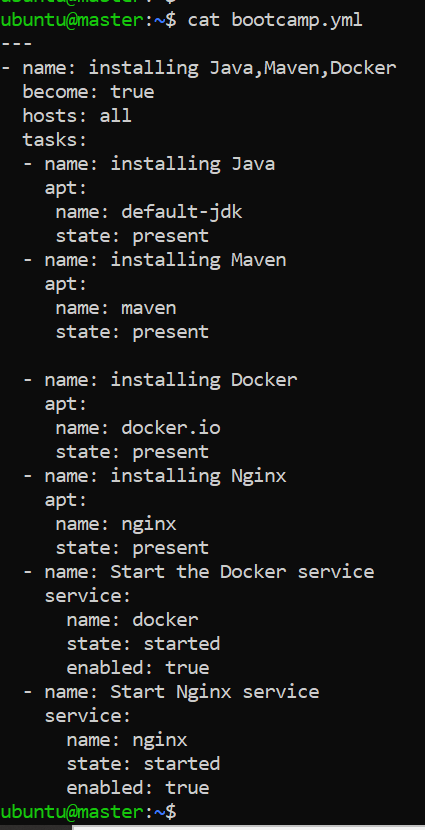 ubuntu@master:~$
ubuntu@master:~$ cat bootcamp.yml
---
- name: installing Java,Maven,Docker
  become: true
  hosts: all
  tasks:
  - name: installing Java
    apt:
     name: default-jdk
     state: present
  - name: installing Maven
    apt:
     name: maven
     state: present

  - name: installing Docker
    apt:
     name: docker.io
     state: present
  - name: installing Nginx
    apt:
     name: nginx
     state: present
  - name: Start the Docker service
    service:
      name: docker
      state: started
      enabled: true
  - name: Start Nginx service
    service:
      name: nginx
      state: started
      enabled: true
ubuntu@master:~$